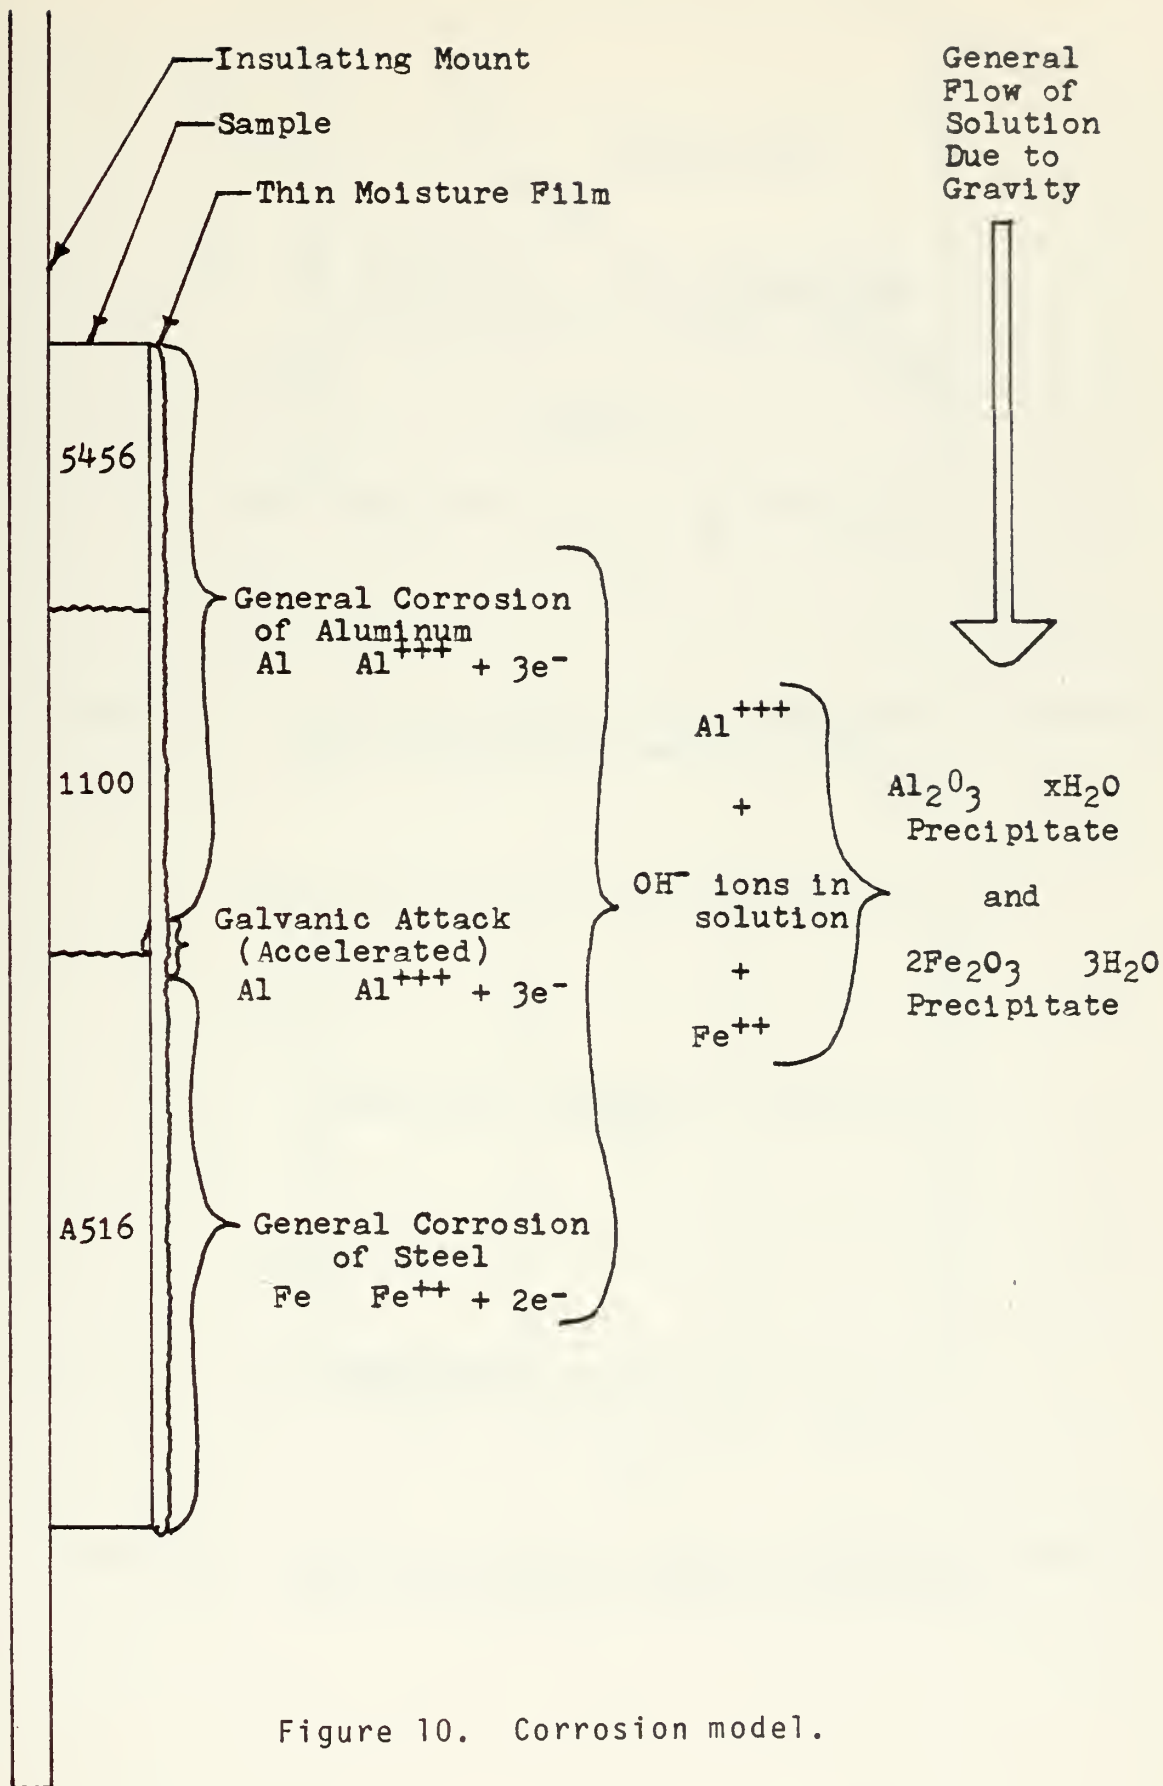 Insulating Mount
Sample
Thin Moisture Film
General
Flow of
Solution
Due to
Gravity
5456
1100
A516
General Corrosion
of Aluminum
Al Al+++ + 3e-
Galvanic Attack
(Accelerated)
Al Al+++ + 3e-
General Corrosion
of Steel
Fe Fe++ + 2e-
Al+++
+
OH- ions in
solution
+
Fe++
Al2O3 xH2O
Precipitate
and
2Fe2O3 3H2O
Precipitate
Figure 10. Corrosion model.